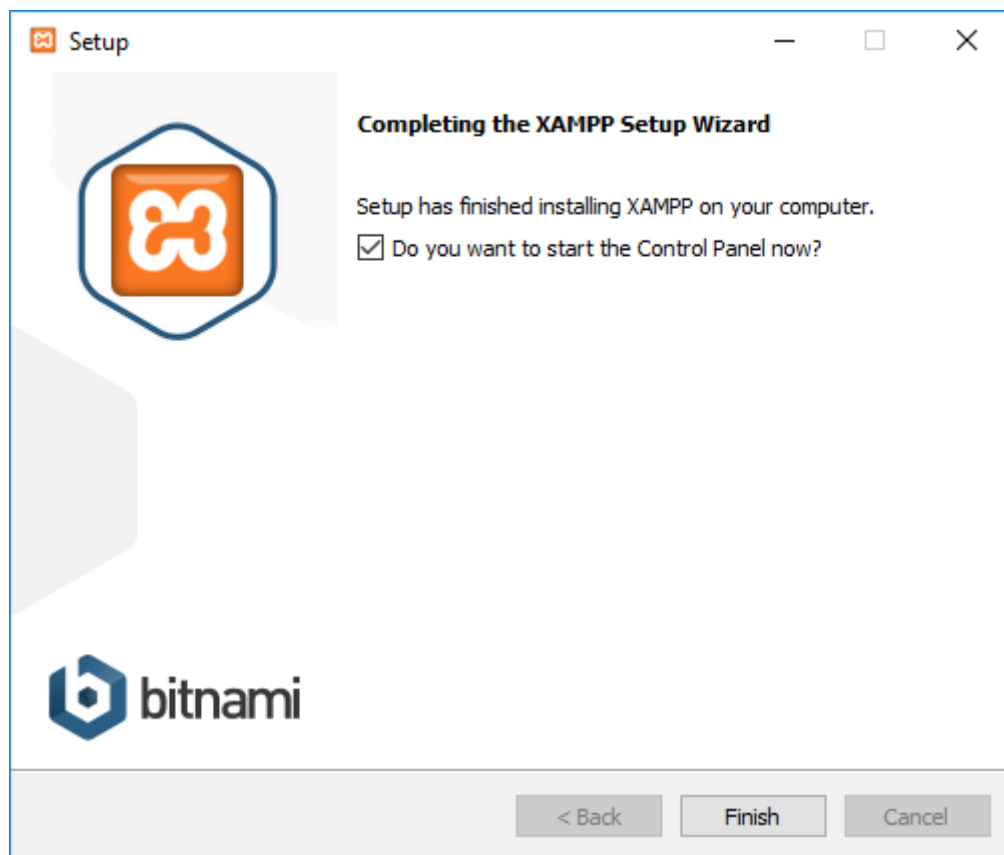 Setup
Completing the XAMPP Setup Wizard
Setup has finished installing XAMPP on your computer.
Do you want to start the Control Panel now?
bitnami
< Back
Finish
Cancel